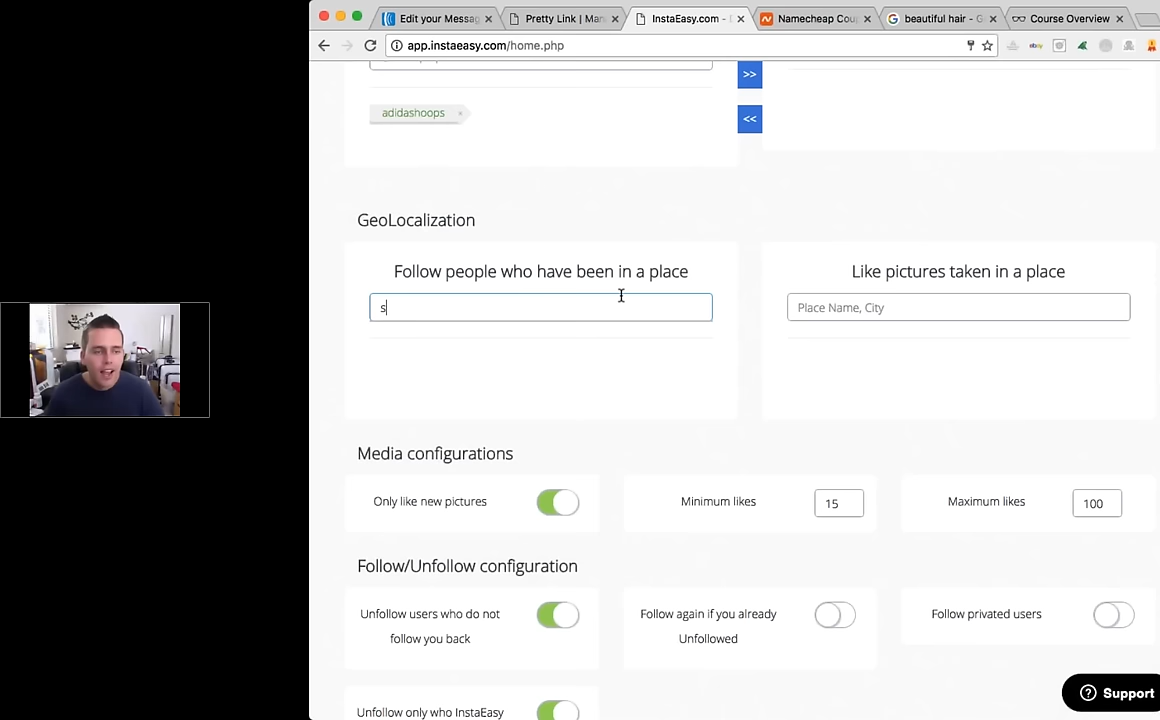 Edit your Messag
Pretty Link | Man
InstaEasy.com - D
Namecheap Cou
beautiful hair - G
Course Overview
app.instaeasy.com/home.php
ebay
>>
adidashoops ×
<<
GeoLocalization
Follow people who have been in a place
s
Like pictures taken in a place
Place Name, City
Media configurations
Only like new pictures
Minimum likes 15
Maximum likes 100
Follow/Unfollow configuration
Unfollow users who do not
follow you back
Follow again if you already
Unfollowed
Follow privated users
Unfollow only who InstaEasy
? Support